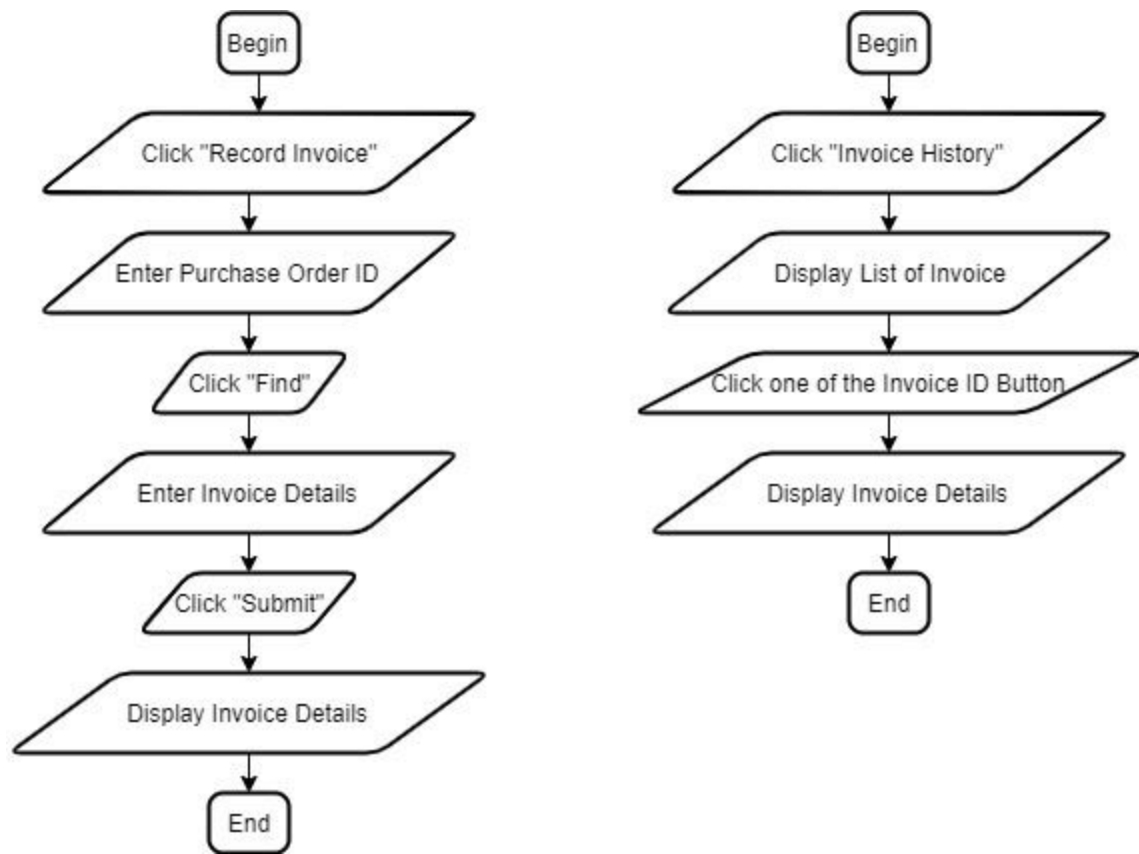 Begin
Click "Record Invoice"
Enter Purchase Order ID
Click "Find"
Enter Invoice Details
Click "Submit"
Display Invoice Details
End
Begin
Click "Invoice History"
Display List of Invoice
Click one of the Invoice ID Button
Display Invoice Details
End